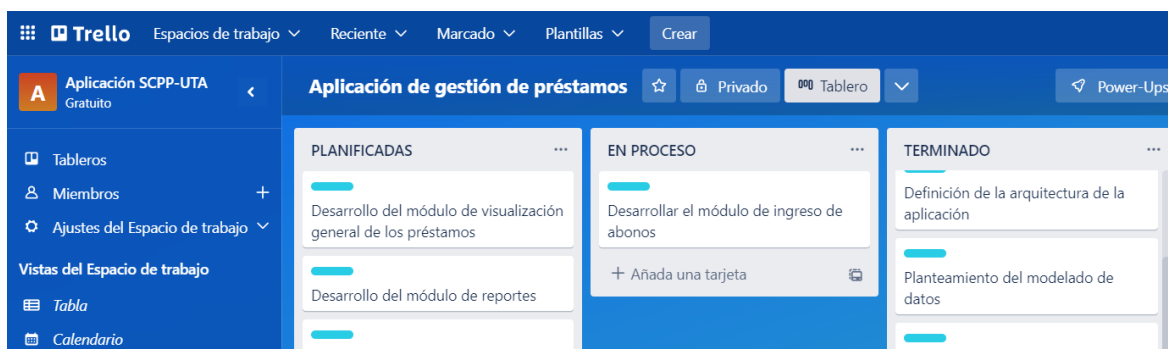 Trello Espacios de trabajo Reciente Marcado Plantillas Crear
A
Aplicación SCPP-UTA
Gratuito
Tableros
Miembros
Ajustes del Espacio de trabajo
Vistas del Espacio de trabajo
Tabla
Calendario
Aplicación de gestión de préstamos Privado Tablero Power-Ups
PLANIFICADAS
Desarrollo del módulo de visualización
general de los préstamos
Desarrollo del módulo de reportes
EN PROCESO
Desarrollar el módulo de ingreso de
abonos
+ Añada una tarjeta
TERMINADO
Definición de la arquitectura de la
aplicación
Planteamiento del modelado de
datos